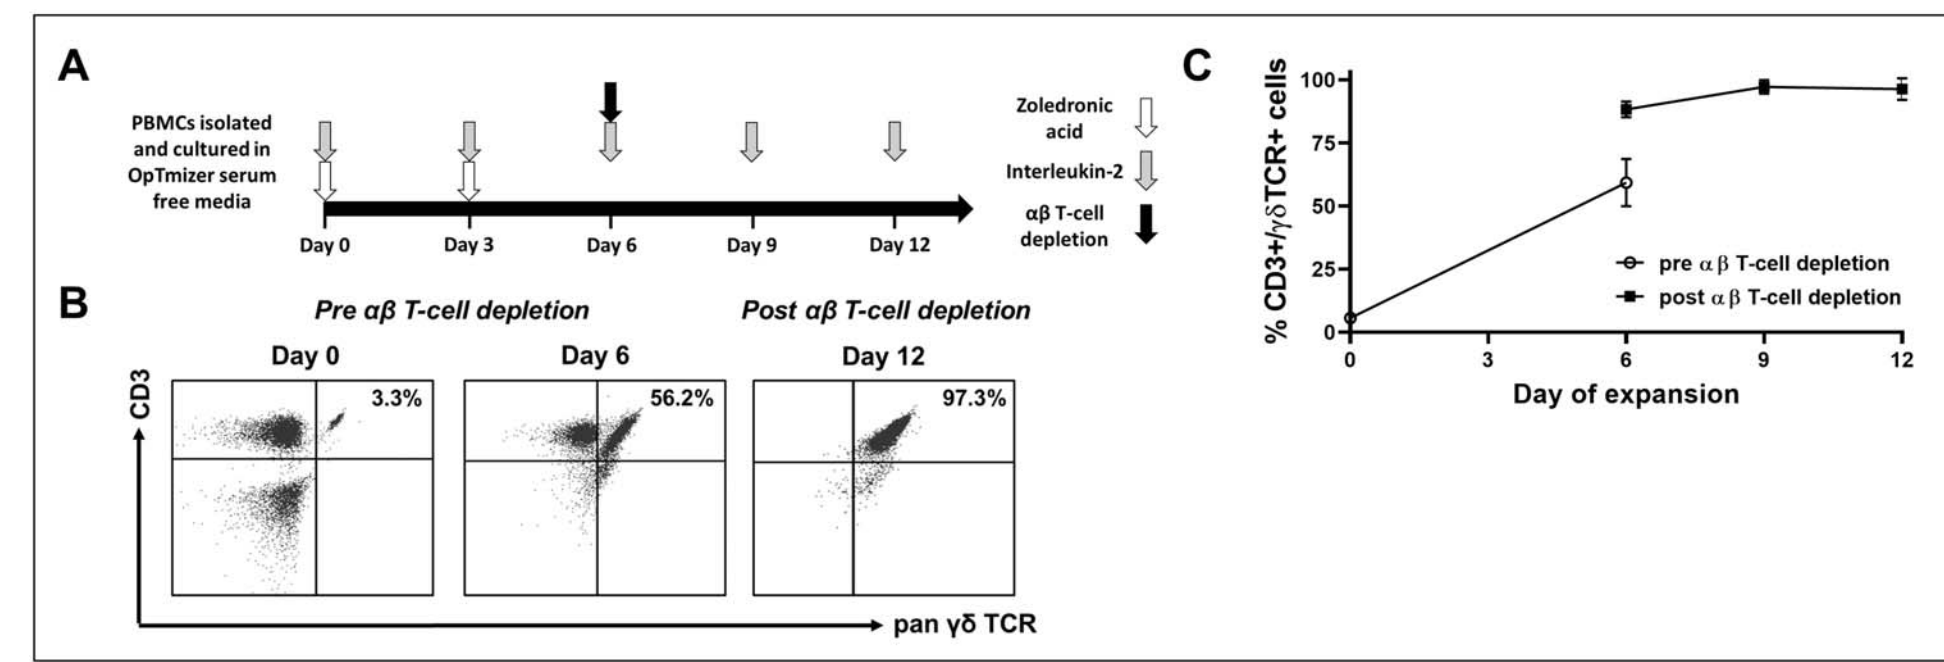 A
PBMCs isolated
and cultured in
OpTmizer serum
free media
Day 0
Day 3
Day 6
Day 9
Day 12
Zoledronic
acid
Interleukin-2
αβ T-cell
depletion
B
Pre αβ T-cell depletion
Post αβ T-cell depletion
Day 0
Day 6
Day 12
CD3
3.3%
56.2%
97.3%
pan γδ TCR
C
% CD3+/γδTCR+ cells
100
75
50
25
0
pre αβ T-cell depletion
post αβ T-cell depletion
0
3
6
9
12
Day of expansion